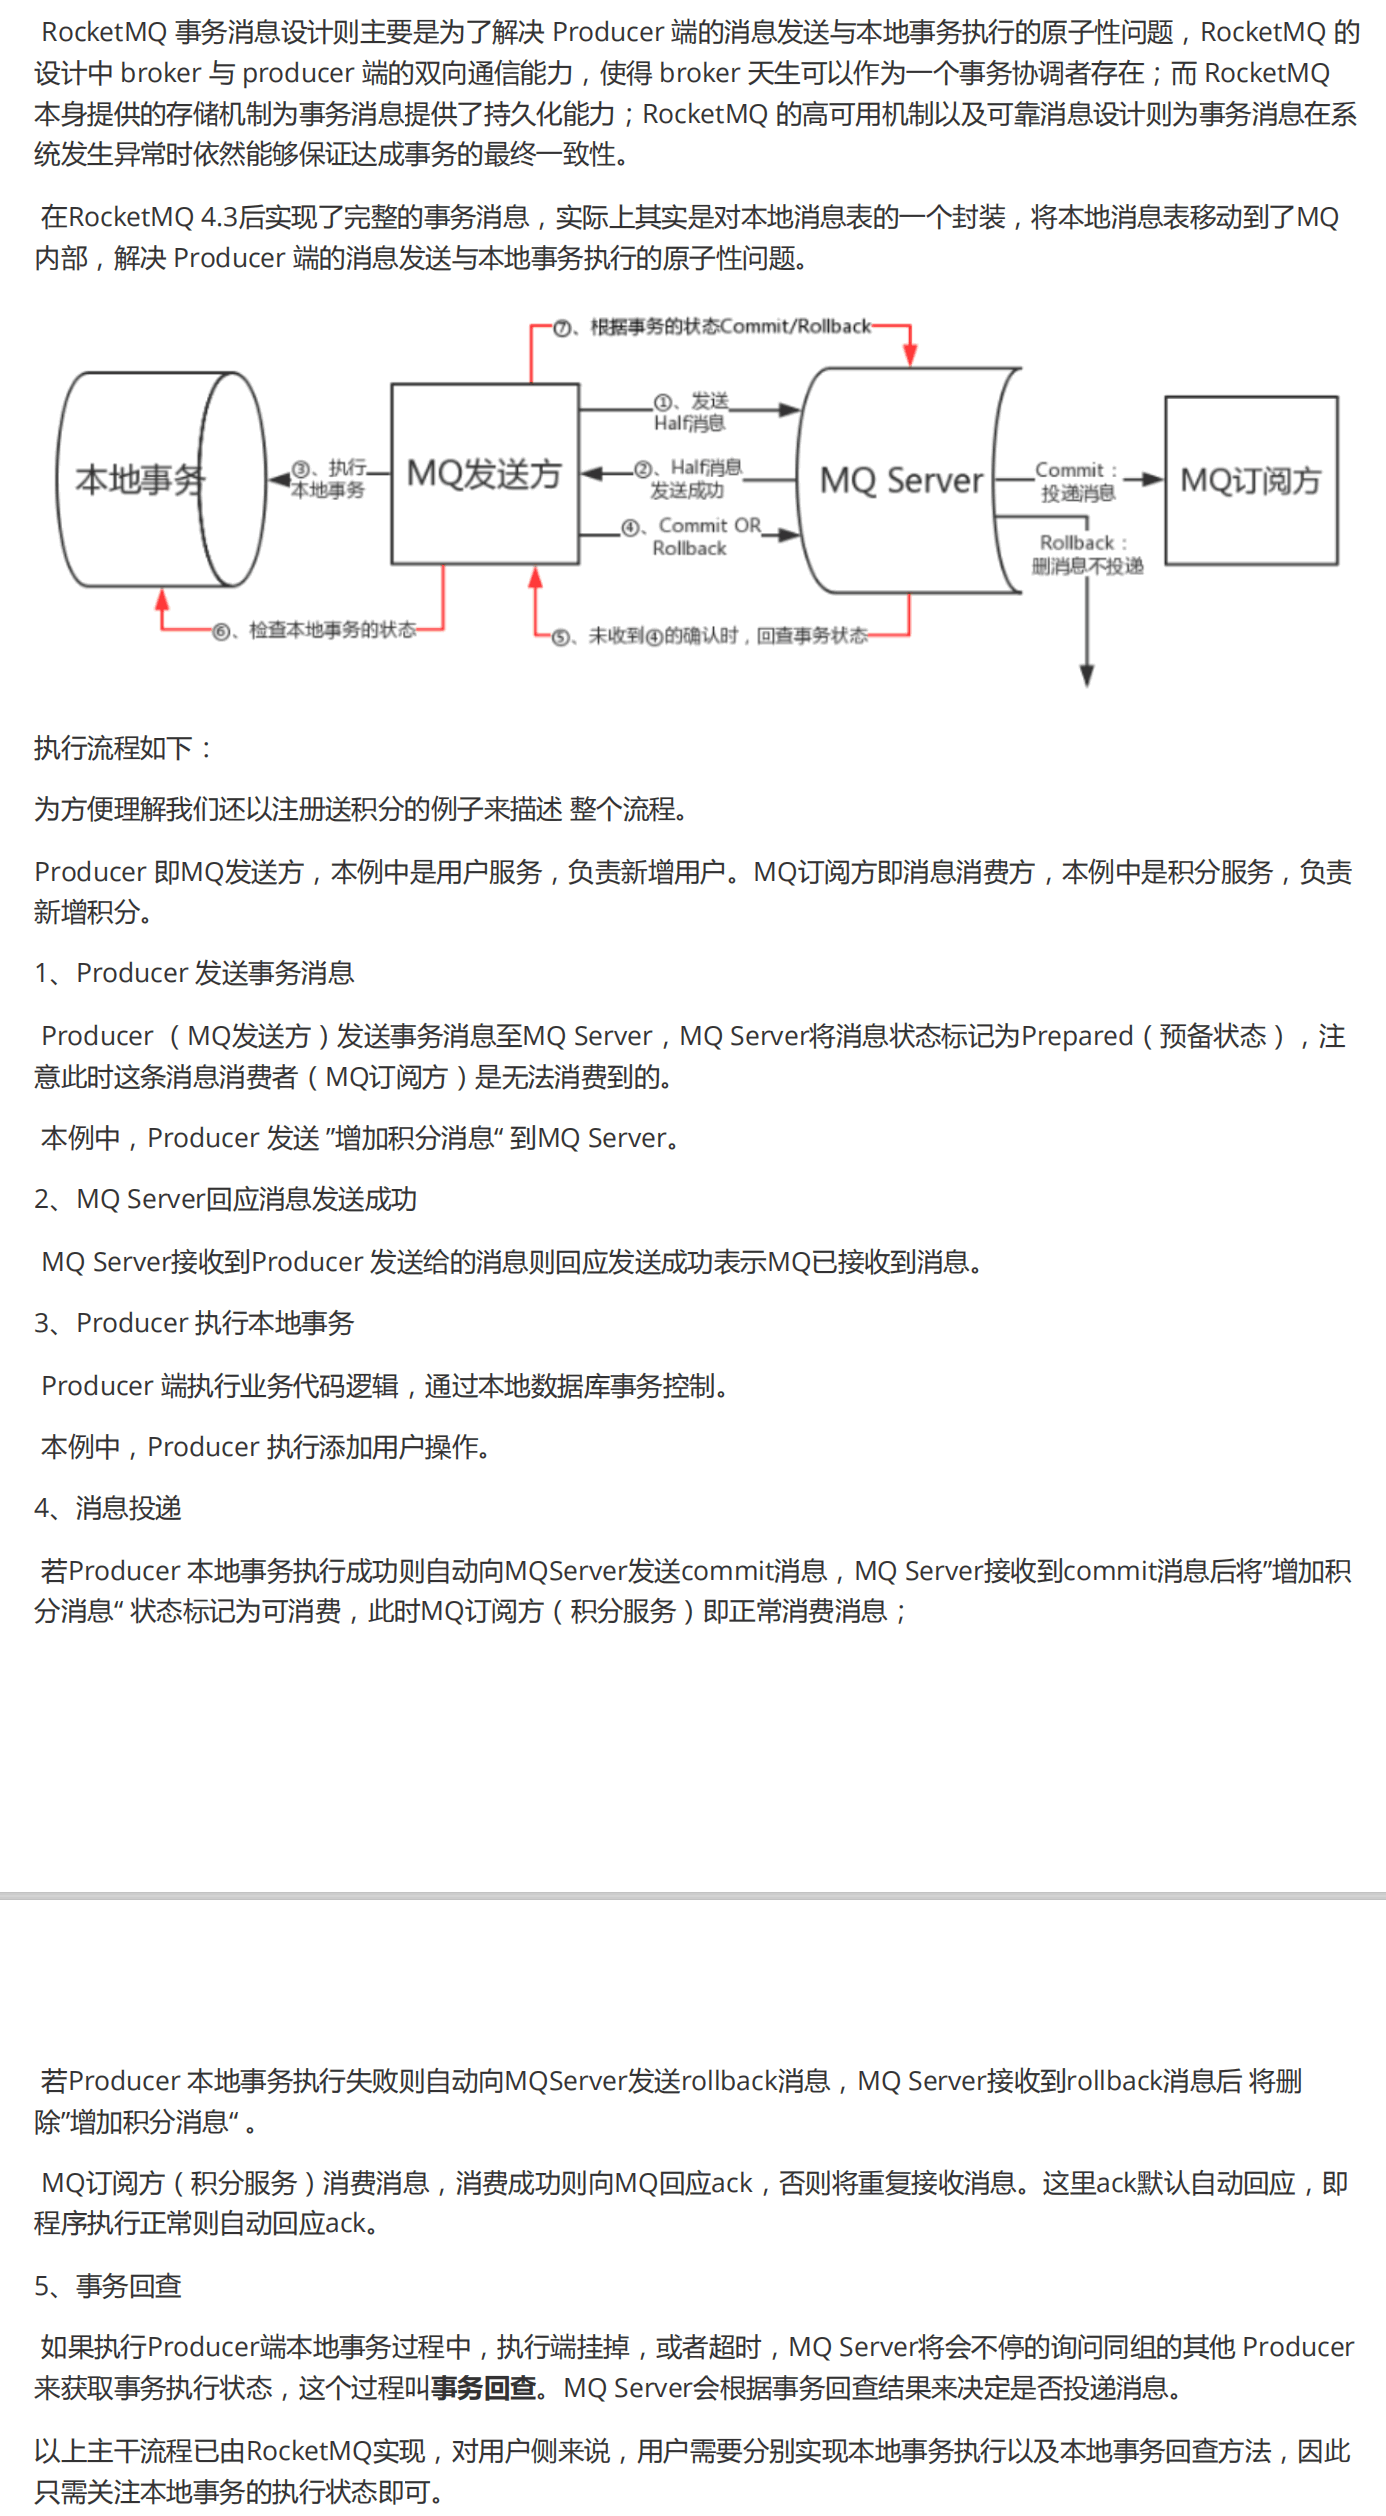 RocketMQ 事务消息设计则主要是为了解决 Producer 端的消息发送与本地事务执行的原子性问题，RocketMQ 的
设计中 broker 与 producer 端的双向通信能力，使得 broker 天生可以作为一个事务协调者存在；而 RocketMQ
本身提供的存储机制为事务消息提供了持久化能力；RocketMQ 的高可用机制以及可靠消息设计则为事务消息在系
统发生异常时依然能够保证达成事务的最终一致性。
在RocketMQ 4.3后实现了完整的事务消息，实际上其实是对本地消息表的一个封装，将本地消息表移动到了MQ
内部，解决 Producer 端的消息发送与本地事务执行的原子性问题。
⑦、根据事务的状态Commit/Rollback
①、发送
Half消息
本地事务
③、执行
本地事务
MQ发送方
②、Half消息
发送成功
MQ Server
Commit：
投递消息
MQ订阅方
④、Commit OR
Rollback
Rollback：
删消息不投递
⑥、检查本地事务的状态
⑤、未收到④的确认时，回查事务状态
执行流程如下：
为方便理解我们还以注册送积分的例子来描述 整个流程。
Producer 即MQ发送方，本例中是用户服务，负责新增用户。MQ订阅方即消息消费方，本例中是积分服务，负责
新增积分。
1、Producer 发送事务消息
Producer （MQ发送方）发送事务消息至MQ Server，MQ Server将消息状态标记为Prepared（预备状态），注
意此时这条消息消费者（MQ订阅方）是无法消费到的。
本例中，Producer 发送 ”增加积分消息“ 到MQ Server。
2、MQ Server回应消息发送成功
MQ Server接收到Producer 发送给的消息则回应发送成功表示MQ已接收到消息。
3、Producer 执行本地事务
Producer 端执行业务代码逻辑，通过本地数据库事务控制。
本例中，Producer 执行添加用户操作。
4、消息投递
若Producer 本地事务执行成功则自动向MQServer发送commit消息，MQ Server接收到commit消息后将”增加积
分消息“ 状态标记为可消费，此时MQ订阅方（积分服务）即正常消费消息；
若Producer 本地事务执行失败则自动向MQServer发送rollback消息，MQ Server接收到rollback消息后 将删
除”增加积分消息“ 。
MQ订阅方（积分服务）消费消息，消费成功则向MQ回应ack，否则将重复接收消息。这里ack默认自动回应，即
程序执行正常则自动回应ack。
5、事务回查
如果执行Producer端本地事务过程中，执行端挂掉，或者超时，MQ Server将会不停的询问同组的其他 Producer
来获取事务执行状态，这个过程叫事务回查。MQ Server会根据事务回查结果来决定是否投递消息。
以上主干流程已由RocketMQ实现，对用户侧来说，用户需要分别实现本地事务执行以及本地事务回查方法，因此
只需关注本地事务的执行状态即可。